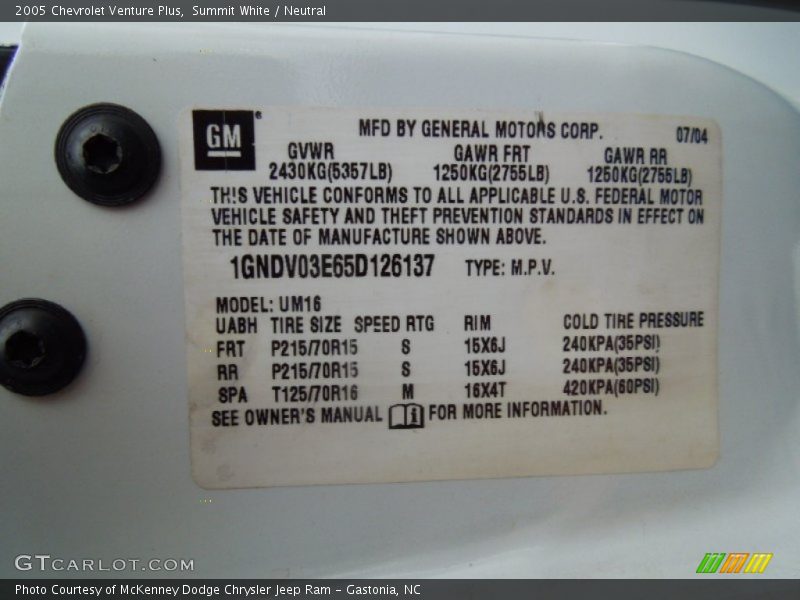 2005 Chevrolet Venture Plus,  Summit White / Neutral
GM
MFD BY GENERAL MOTORS CORP. 07/04
GVWR GAWR FRT GAWR RR
2430KG(5357LB) 1250KG(2755LB) 1250KG(2755LB)
THIS VEHICLE CONFORMS TO ALL APPLICABLE U.S. FEDERAL MOTOR
VEHICLE SAFETY AND THEFT PREVENTION STANDARDS IN EFFECT ON
THE DATE OF MANUFACTURE SHOWN ABOVE.
1GNDV03E65D126137 TYPE: M.P.V.
MODEL: UM16
UABH TIRE SIZE SPEED RTG RIM COLD TIRE PRESSURE
FRT P215/70R15 S 15X6J 240KPA(35PSI)
RR P215/70R15 S 15X6J 240KPA(35PSI)
SPA T125/70R16 M 16X4T 420KPA(60PSI)
SEE OWNER'S MANUAL FOR MORE INFORMATION.
GTCARLOT.COM
Photo Courtesy of McKenney Dodge Chrysler Jeep Ram - Gastonia, NC